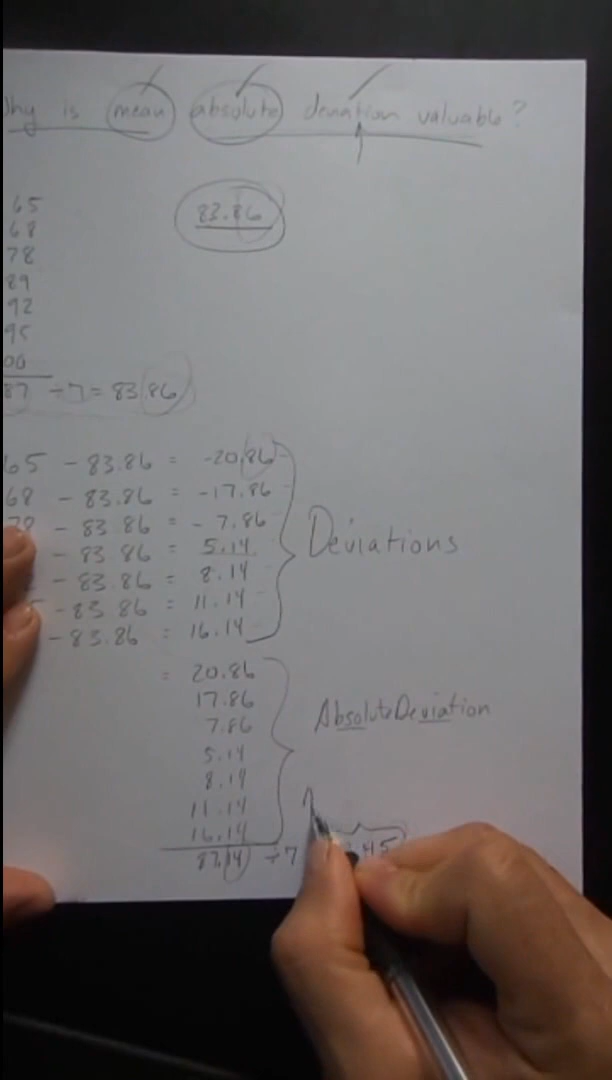 hy is mean absolute deviation valuable?
83.86
65
68
78
89
92
95
00
87 ÷ 7 = 83.86
65 - 83.86 = -20.86
68 - 83.86 = -17.86
78 - 83.86 = - 7.86
- 83.86 = 5.14
- 83.86 = 8.14
- 83.86 = 11.14
- 83.86 = 16.14
Deviations
= 20.86
17.86
7.86
5.14
8.14
11.14
16.14
Absolute Deviation
87.14 ÷ 7